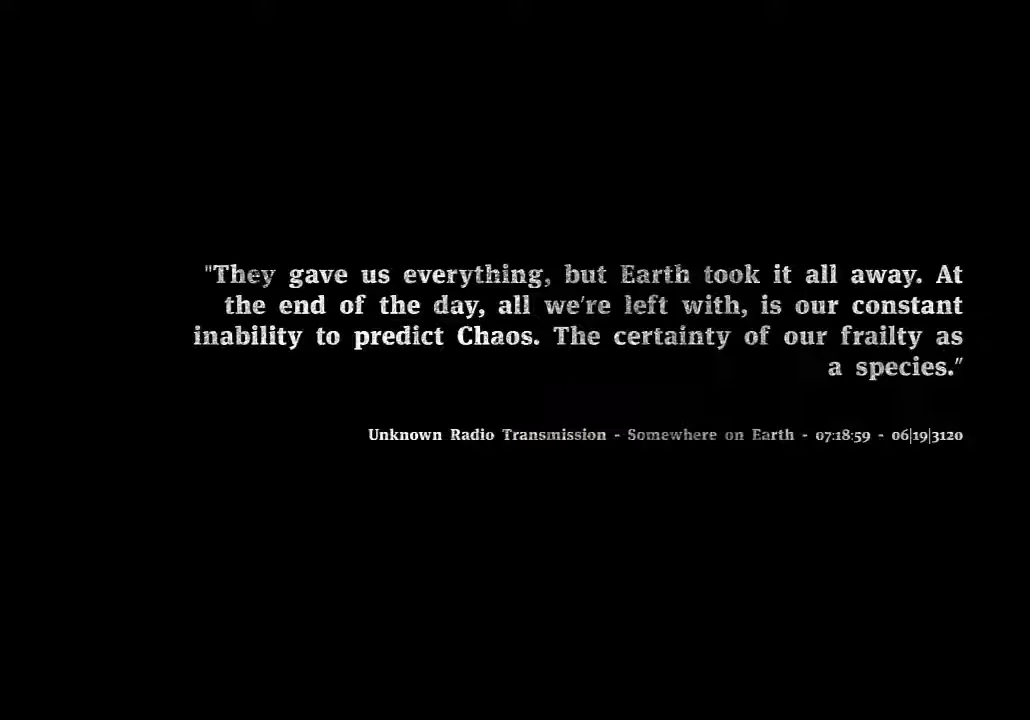 "They gave us everything, but Earth took it all away. At
the end of the day, all we're left with, is our constant
inability to predict Chaos. The certainty of our frailty as
a species."
Unknown Radio Transmission - Somewhere on Earth - 07:18:59 - 06|19|3120